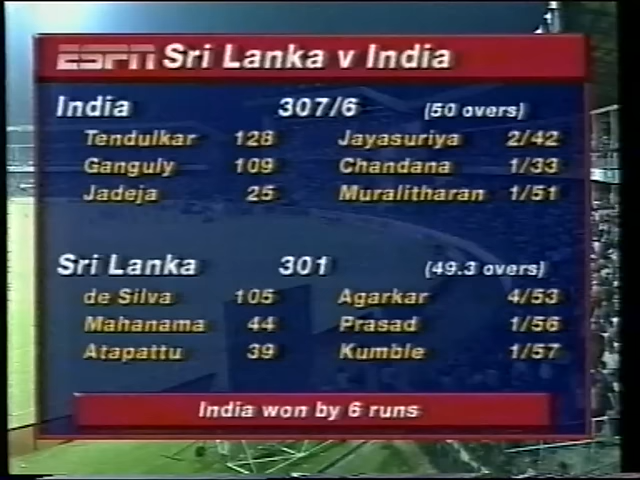 ESPN Sri Lanka v India
India 307/6 (50 overs)
Tendulkar 128 Jayasuriya 2/42
Ganguly 109 Chandana 1/33
Jadeja 25 Muralitharan 1/51
Sri Lanka 301 (49.3 overs)
de Silva 105 Agarkar 4/53
Mahanama 44 Prasad 1/56
Atapattu 39 Kumble 1/57
India won by 6 runs